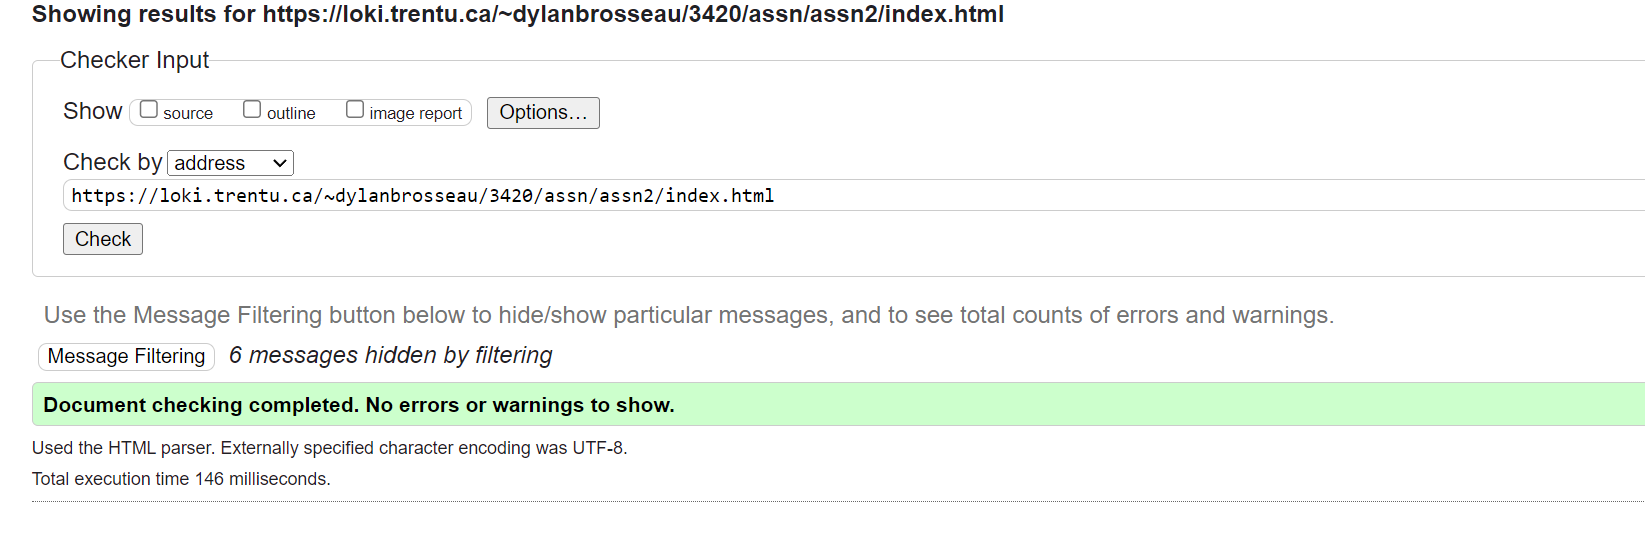 Showing results for https://loki.trentu.ca/~dylanbrosseau/3420/assn/assn2/index.html
Checker Input
Show source outline image report Options...
Check by address
https://loki.trentu.ca/~dylanbrosseau/3420/assn/assn2/index.html
Check
Use the Message Filtering button below to hide/show particular messages, and to see total counts of errors and warnings.
Message Filtering 6 messages hidden by filtering
Document checking completed. No errors or warnings to show.
Used the HTML parser. Externally specified character encoding was UTF-8.
Total execution time 146 milliseconds.